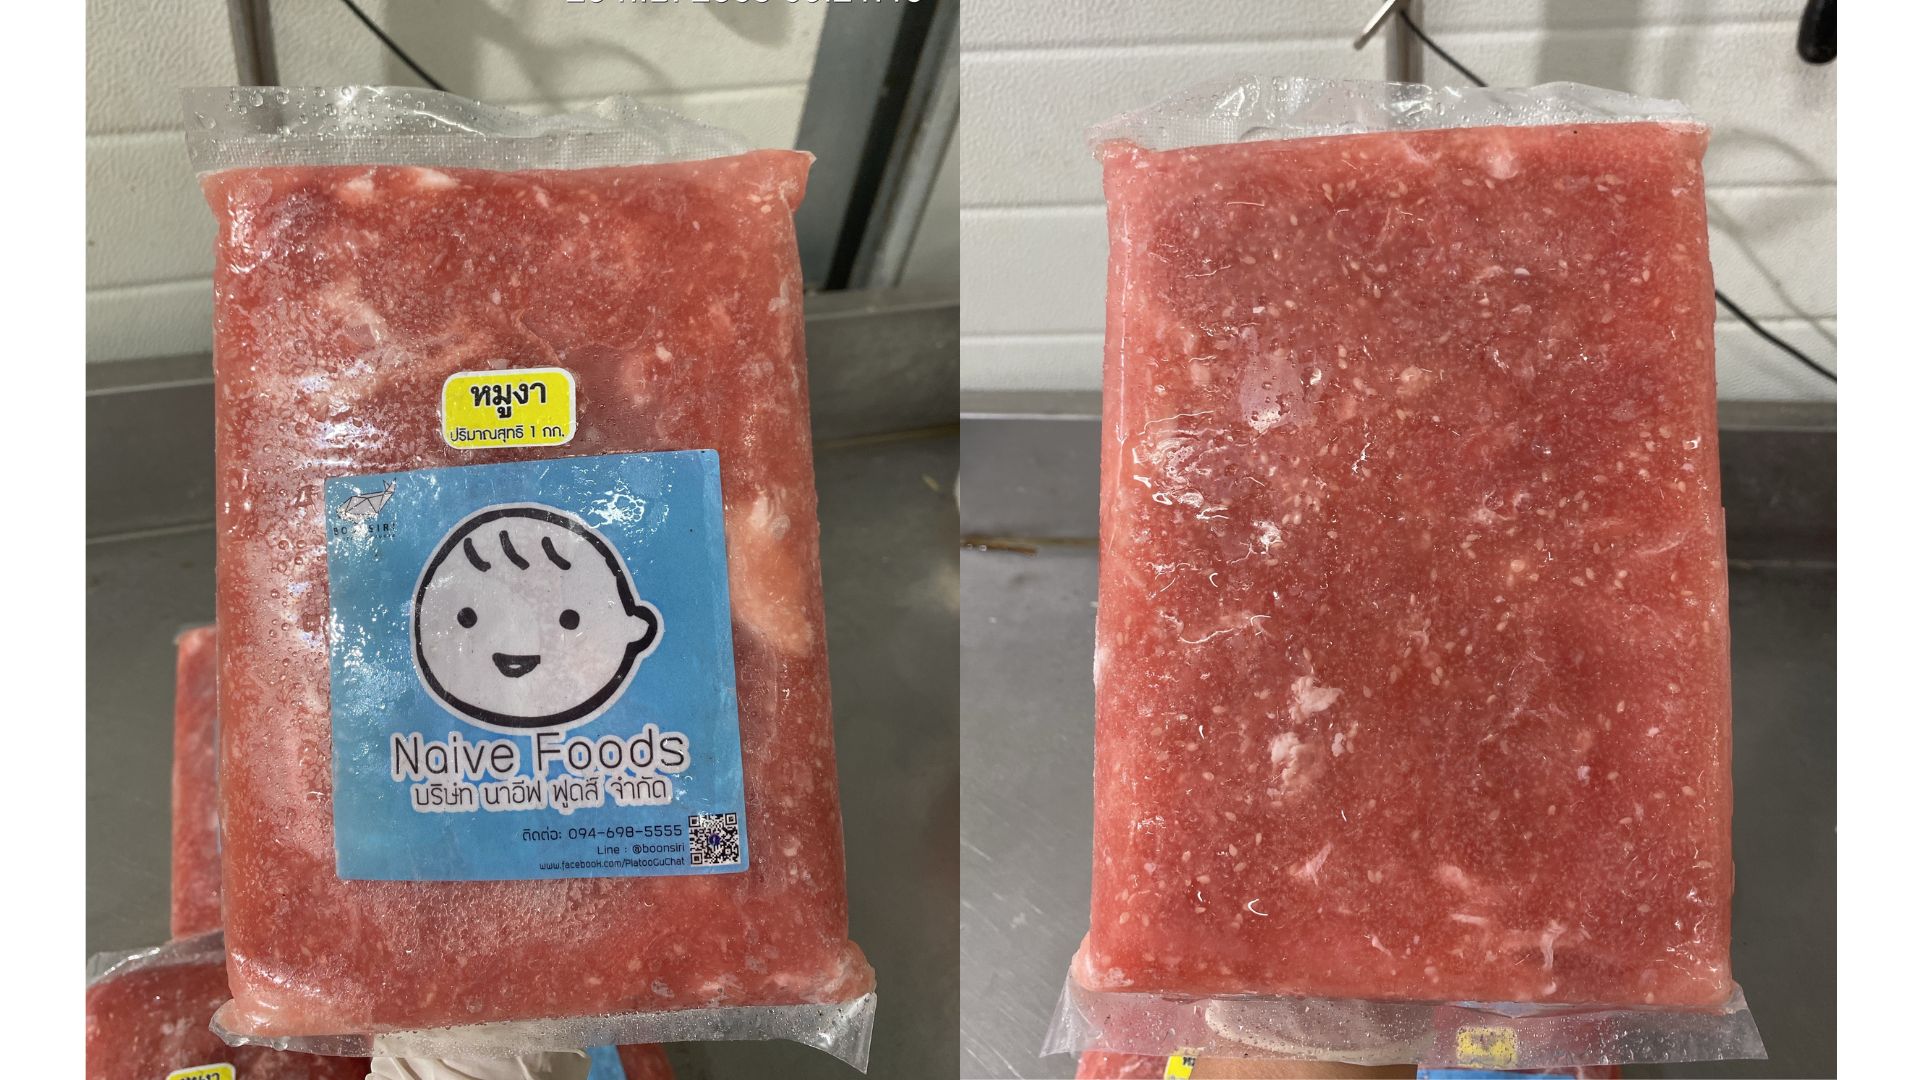 หมูงา
ปริมาณสุทธิ 1 กก.
Naive Foods
บริษัท นาอีฟ ฟู้ดส์ จำกัด
ติดต่อ: 094-698-5555
Line : @boonsiri
www.facebook.com/PlatooGuChat